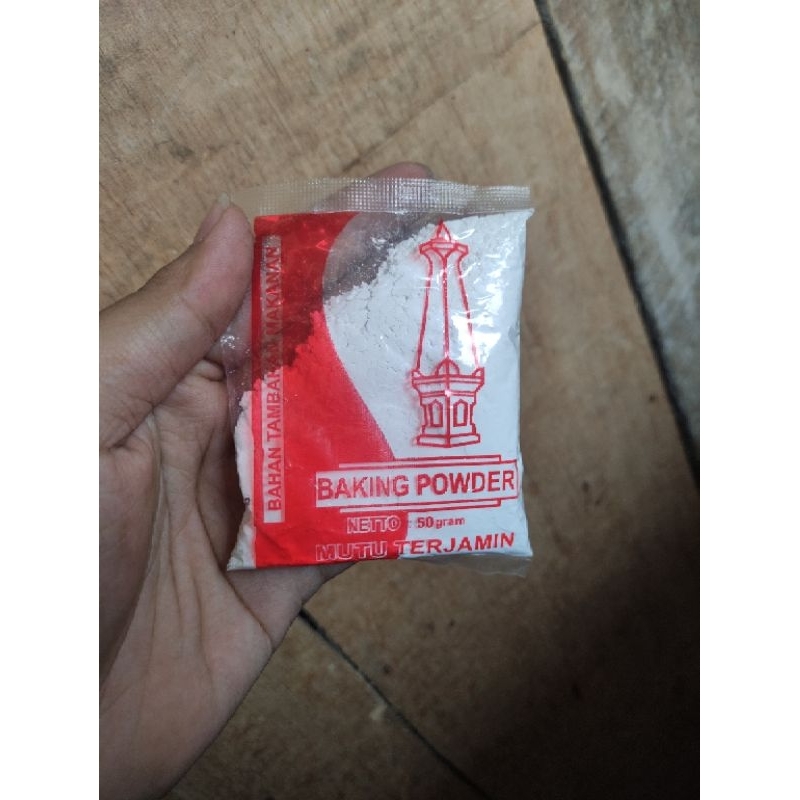 BAHAN TAMBAHAN MAKANAN
BAKING POWDER
NETTO : 50 gram
MUTU TERJAMIN